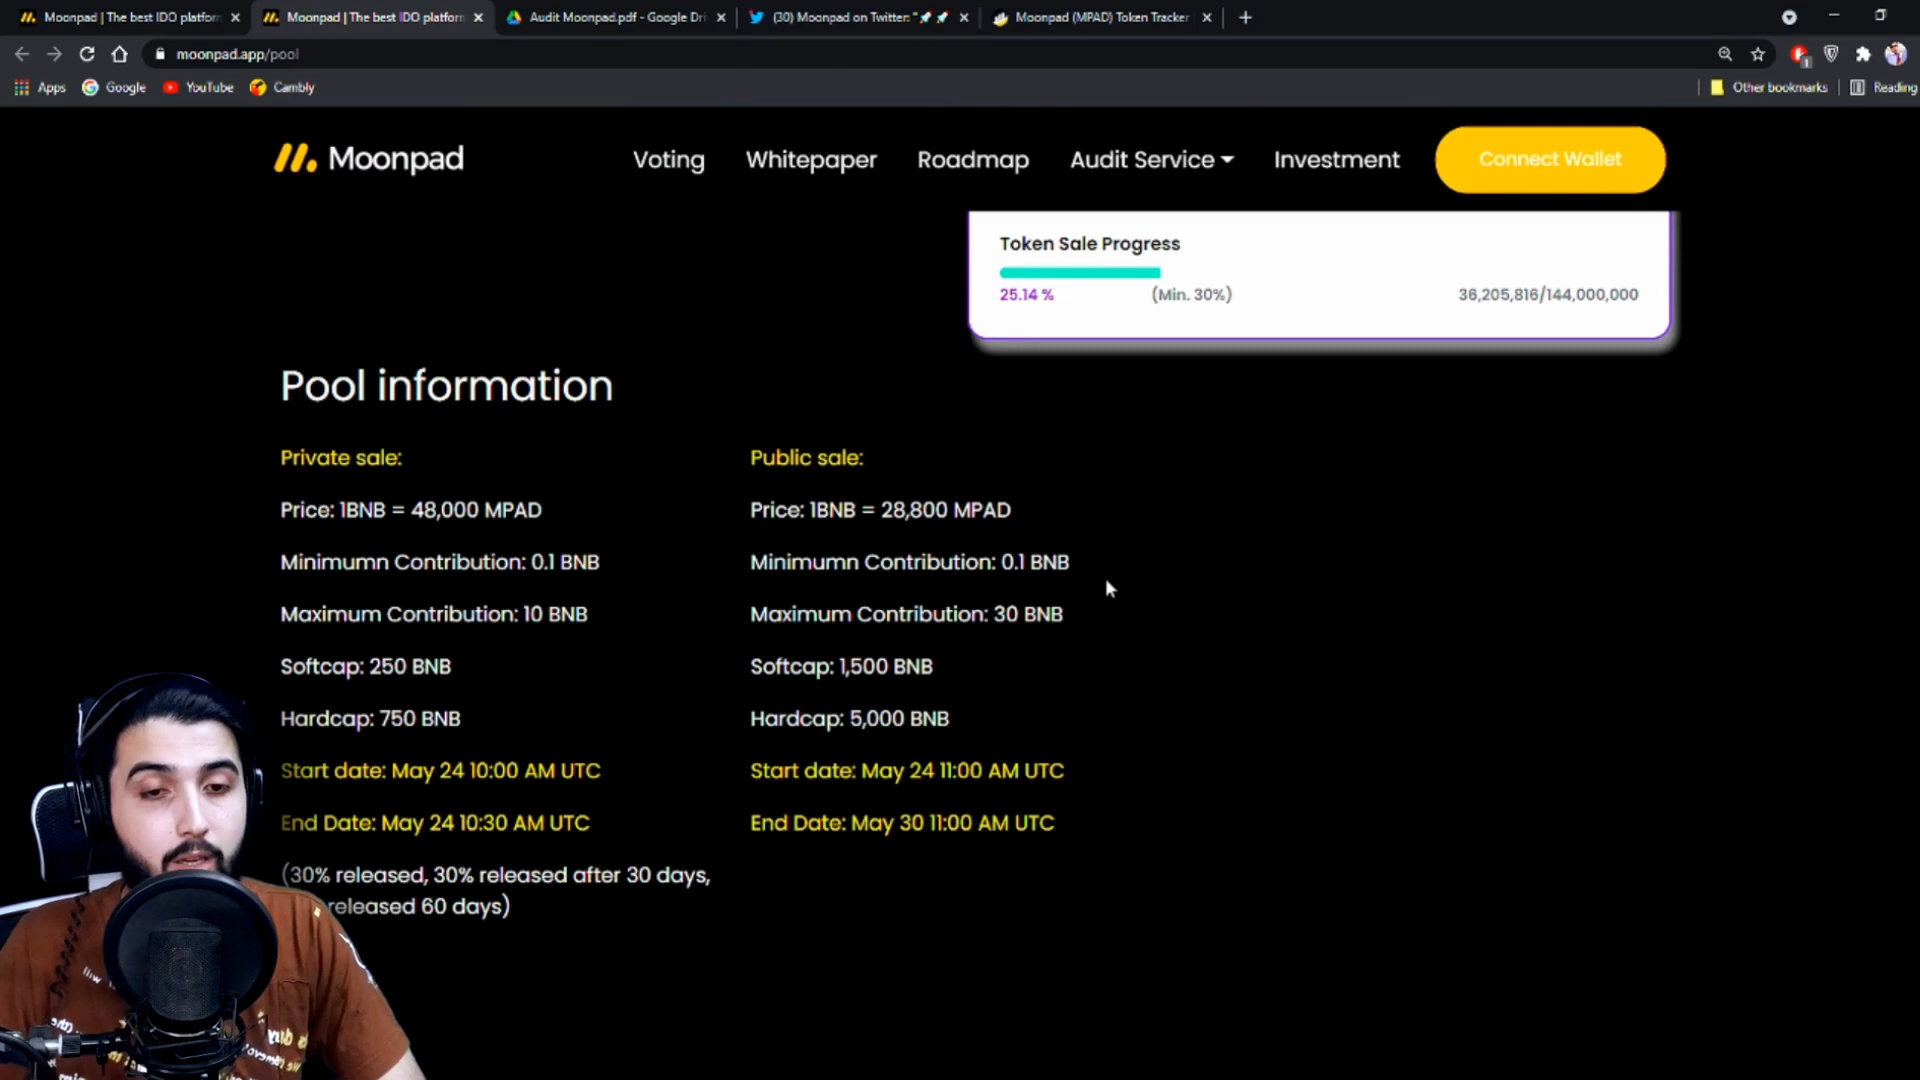 Moonpad | The best IDO platform
Moonpad | The best IDO platform
Audit Moonpad.pdf - Google Dri
(30) Moonpad on Twitter: "🚀🚀
Moonpad (MPAD) Token Tracker
moonpad.app/pool
Apps
Google
YouTube
Cambly
Other bookmarks
Reading
Moonpad
Voting
Whitepaper
Roadmap
Audit Service
Investment
Connect Wallet
Token Sale Progress
25.14 %
(Min. 30%)
36,205,816/144,000,000
Pool information
Private sale:
Price: 1BNB = 48,000 MPAD
Minimumn Contribution: 0.1 BNB
Maximum Contribution: 10 BNB
Softcap: 250 BNB
Hardcap: 750 BNB
Start date: May 24 10:00 AM UTC
End Date: May 24 10:30 AM UTC
(30% released, 30% released after 30 days,
released 60 days)
Public sale:
Price: 1BNB = 28,800 MPAD
Minimumn Contribution: 0.1 BNB
Maximum Contribution: 30 BNB
Softcap: 1,500 BNB
Hardcap: 5,000 BNB
Start date: May 24 11:00 AM UTC
End Date: May 30 11:00 AM UTC